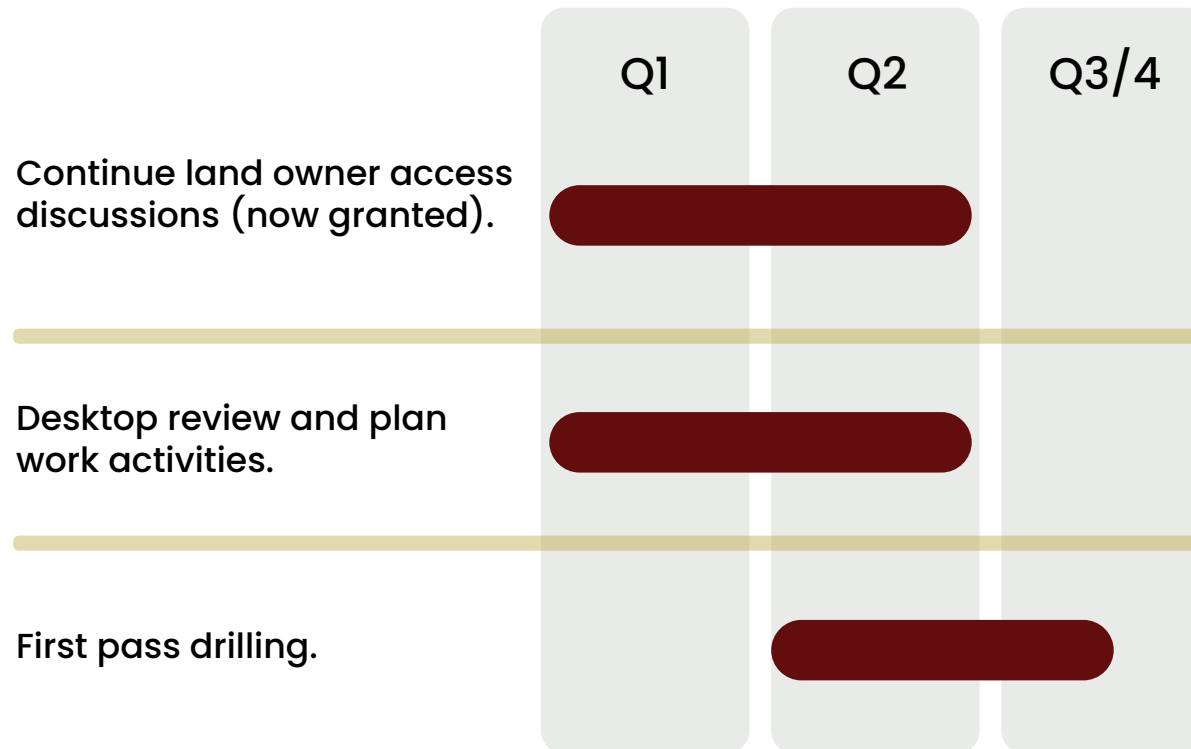 Q1
Q2
Q3/4
Continue land owner access
discussions (now granted).
Desktop review and plan
work activities.
First pass drilling.